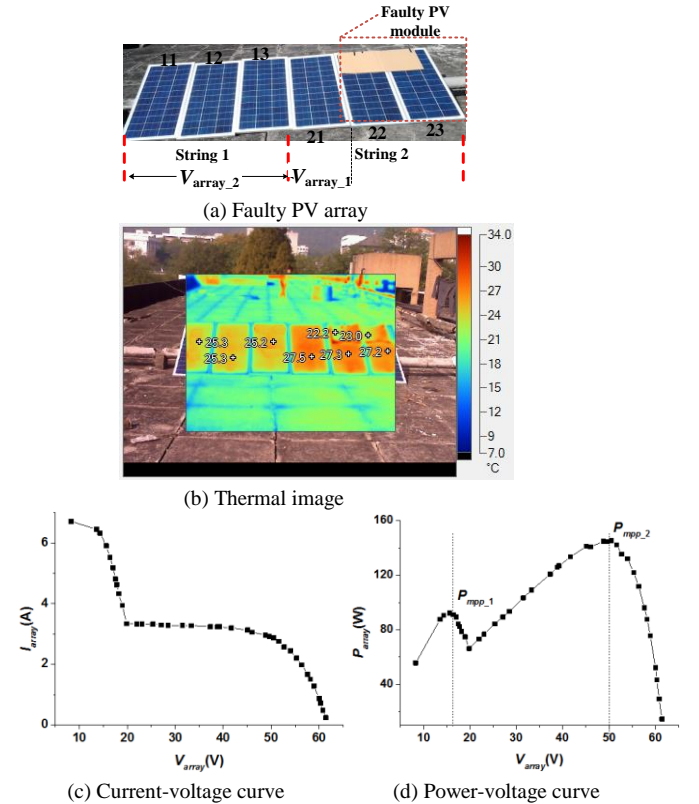 Faulty PV
module
11 12 13
21 22 23
String 1 String 2
Varray_2 Varray_1
(a) Faulty PV array
34.0
30
27
24
21
18
15
12
9
7.0
°C
22.2 23.0
25.3 25.2
25.3 27.5 27.3 27.2
(b) Thermal image
6
3
0
Iarray(A)
10 20 30 40 50 60
Varray(V)
(c) Current-voltage curve
160
120
80
40
Parray(W)
Pmpp_2
Pmpp_1
10 20 30 40 50 60
Varray(V)
(d) Power-voltage curve